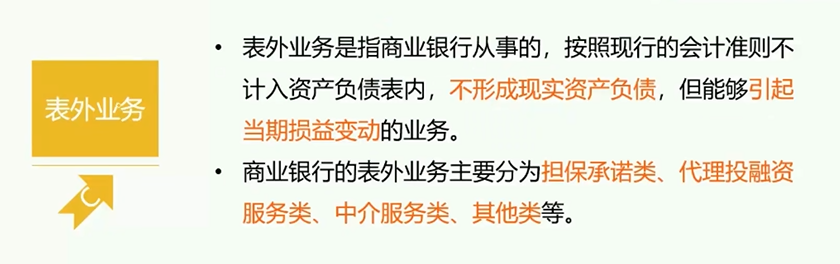 表外业务
• 表外业务是指商业银行从事的，按照现行的会计准则不
计入资产负债表内，不形成现实资产负债，但能够引起
当期损益变动的业务。
• 商业银行的表外业务主要分为担保承诺类、代理投融资
服务类、中介服务类、其他类等。